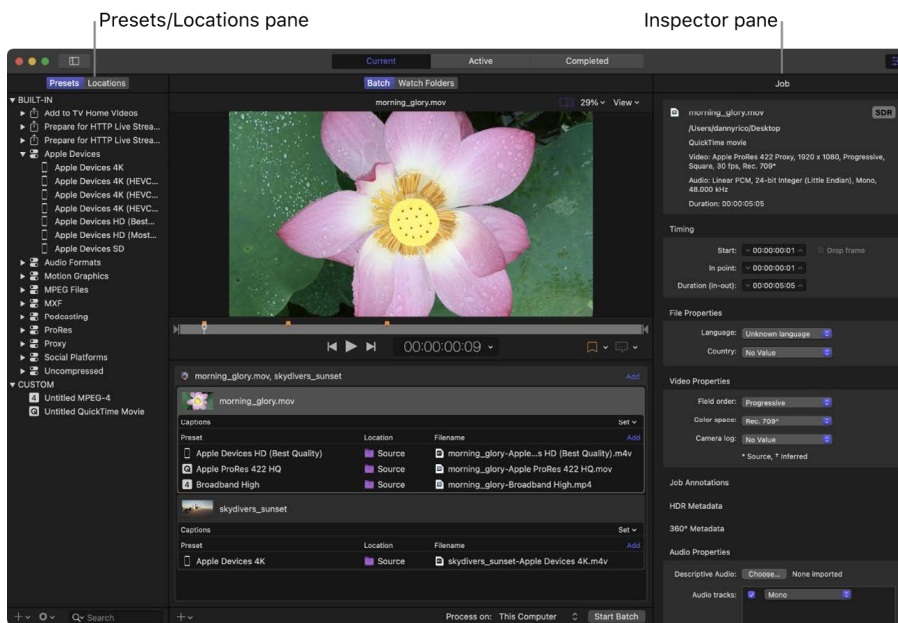 Presets/Locations pane
Inspector pane
Current Active Completed
Presets Locations
Batch Watch Folders
Job
BUILT-IN
Add to TV Home Videos
Prepare for HTTP Live Strea...
Prepare for HTTP Live Strea...
Apple Devices
Apple Devices 4K
Apple Devices 4K (HEVC...
Apple Devices 4K (HEVC...
Apple Devices 4K (HEVC...
Apple Devices HD (Best...
Apple Devices HD (Most...
Apple Devices SD
Audio Formats
Motion Graphics
MPEG Files
MXF
Podcasting
ProRes
Proxy
Social Platforms
Uncompressed
CUSTOM
4 Untitled MPEG-4
Q Untitled QuickTime Movie
Search
morning_glory.mov
29% View
00:00:00:09
morning_glory.mov, skydivers_sunset Add
morning_glory.mov
Captions Set
Preset Location Filename Add
Apple Devices HD (Best Quality) Source morning_glory-Apple...s HD (Best Quality).m4v
Q Apple ProRes 422 HQ Source morning_glory-Apple ProRes 422 HQ.mov
4 Broadband High Source morning_glory-Broadband High.mp4
skydivers_sunset
Captions Set
Preset Location Filename Add
Apple Devices 4K Source skydivers_sunset-Apple Devices 4K.m4v
Process on: This Computer Start Batch
morning_glory.mov SDR
/Users/dannyrico/Desktop
QuickTime movie
Video: Apple ProRes 422 Proxy, 1920 x 1080, Progressive,
Square, 30 fps, Rec. 709*
Audio: Linear PCM, 24-bit Integer (Little Endian), Mono,
48.000 kHz
Duration: 00:00:05:05
Timing
Start: 00:00:00:01 Drop frame
In point: 00:00:00:01
Duration (in-out): 00:00:05:05
File Properties
Language: Unknown language
Country: No Value
Video Properties
Field order: Progressive
Color space: Rec. 709*
Camera log: No Value
* Source, † Inferred
Job Annotations
HDR Metadata
360° Metadata
Audio Properties
Descriptive Audio: Choose... None imported
Audio tracks: Mono